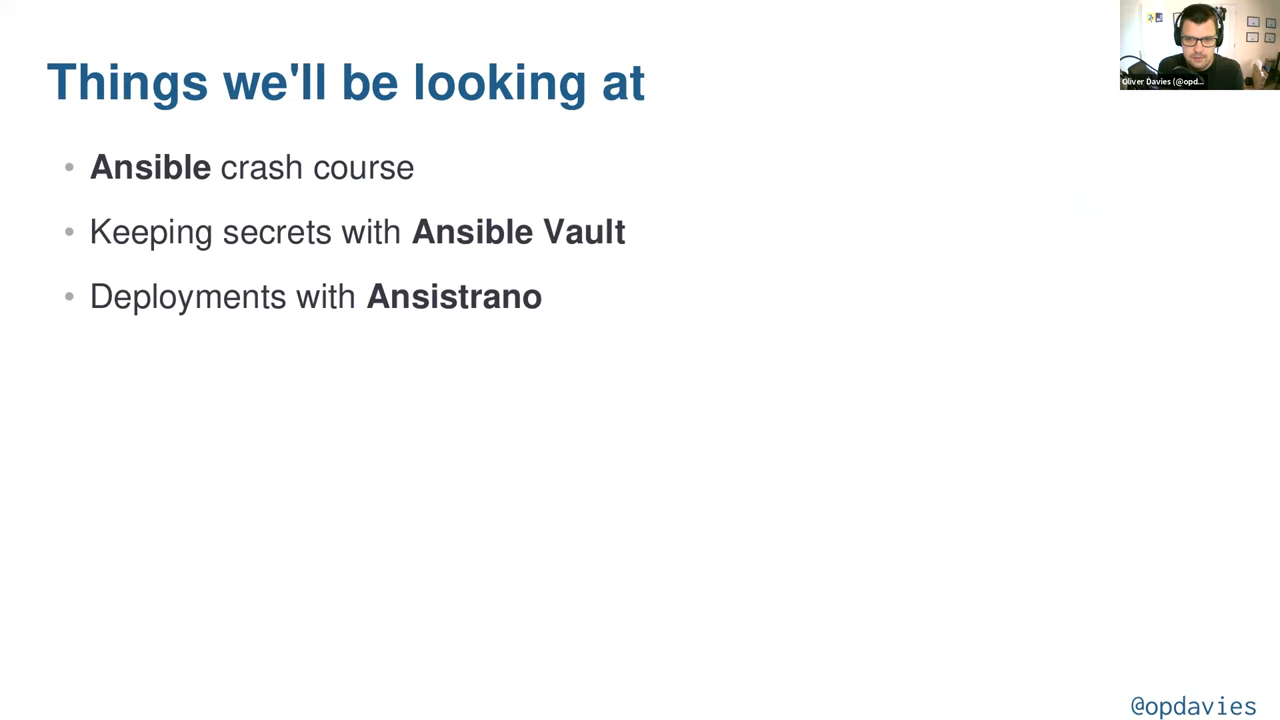 Things we'll be looking at
• Ansible crash course
• Keeping secrets with Ansible Vault
• Deployments with Ansistrano
Oliver Davies (@opd...
@opdavies